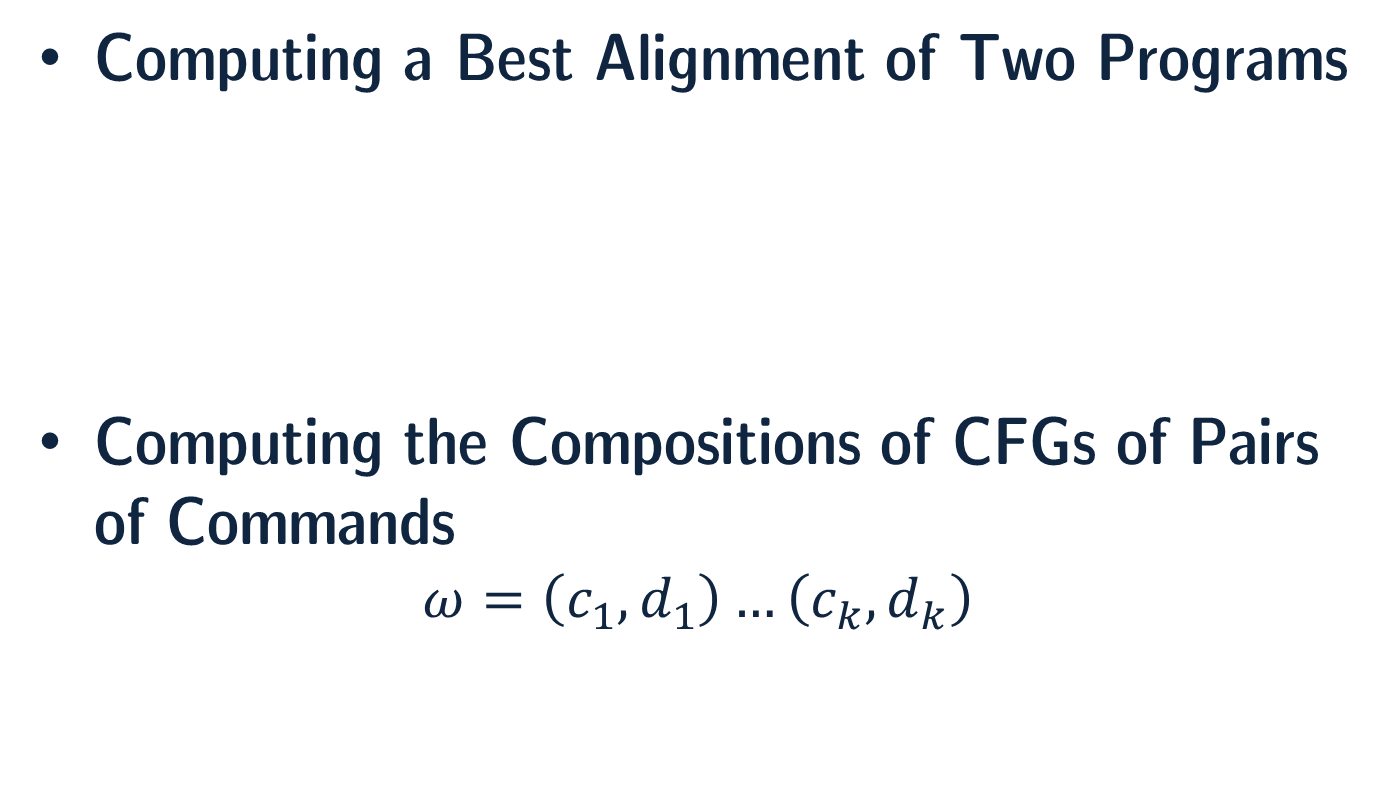 • Computing a Best Alignment of Two Programs
• Computing the Compositions of CFGs of Pairs
of Commands
𝜔 = (𝑐₁, 𝑑₁) … (𝑐ₖ, 𝑑ₖ)